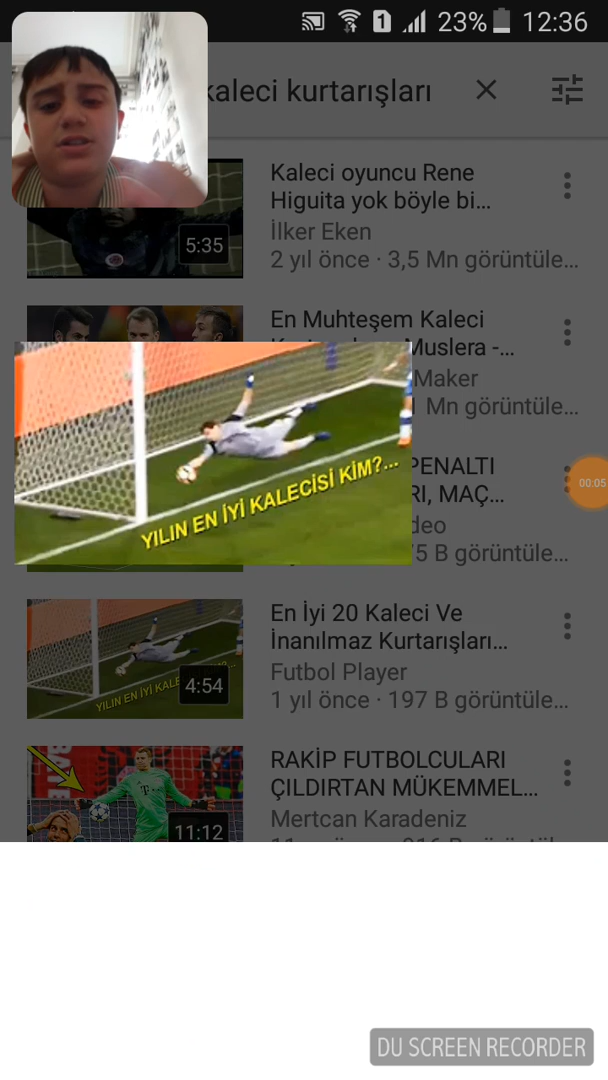 23% 12:36
kaleci kurtarışları
Kaleci oyuncu Rene
Higuita yok böyle bi...
5:35
İlker Eken
2 yıl önce · 3,5 Mn görüntüle...
En Muhteşem Kaleci
Muslera -...
Maker
Mn görüntüle...
YILIN EN İYİ KALECİSİ KİM?...
PENALTI
MAÇ...
00:05
B görüntüle...
En İyi 20 Kaleci Ve
İnanılmaz Kurtarışları...
YILIN EN İYİ
4:54
Futbol Player
1 yıl önce · 197 B görüntüle...
RAKİP FUTBOLCULARI
ÇILDIRTAN MÜKEMMEL...
11:12
Mertcan Karadeniz
DU SCREEN RECORDER